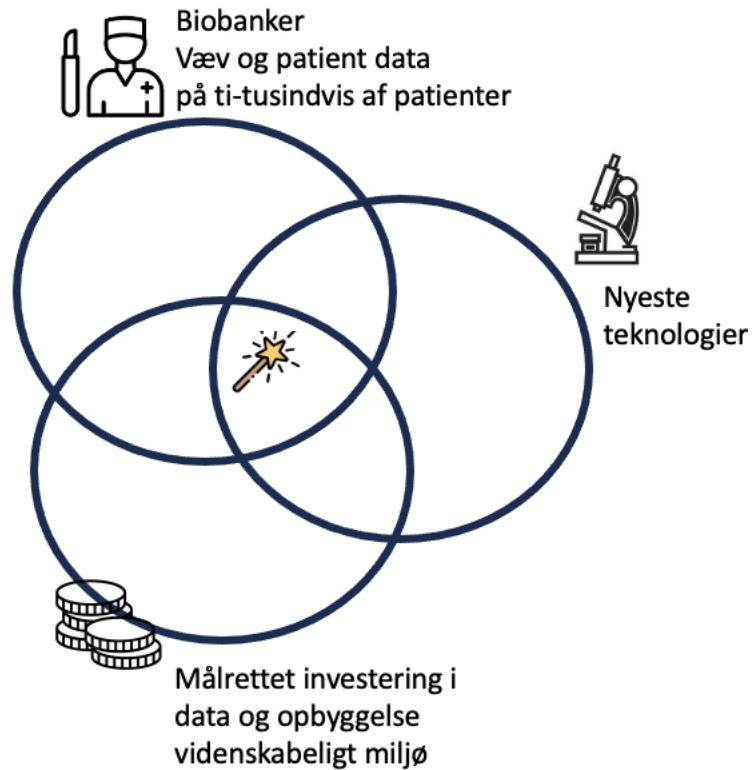 Biobanker
Væv og patient data
på ti-tusindvis af patienter
Nyeste
teknologier
Målrettet investering i
data og opbyggelse
videnskabeligt miljø